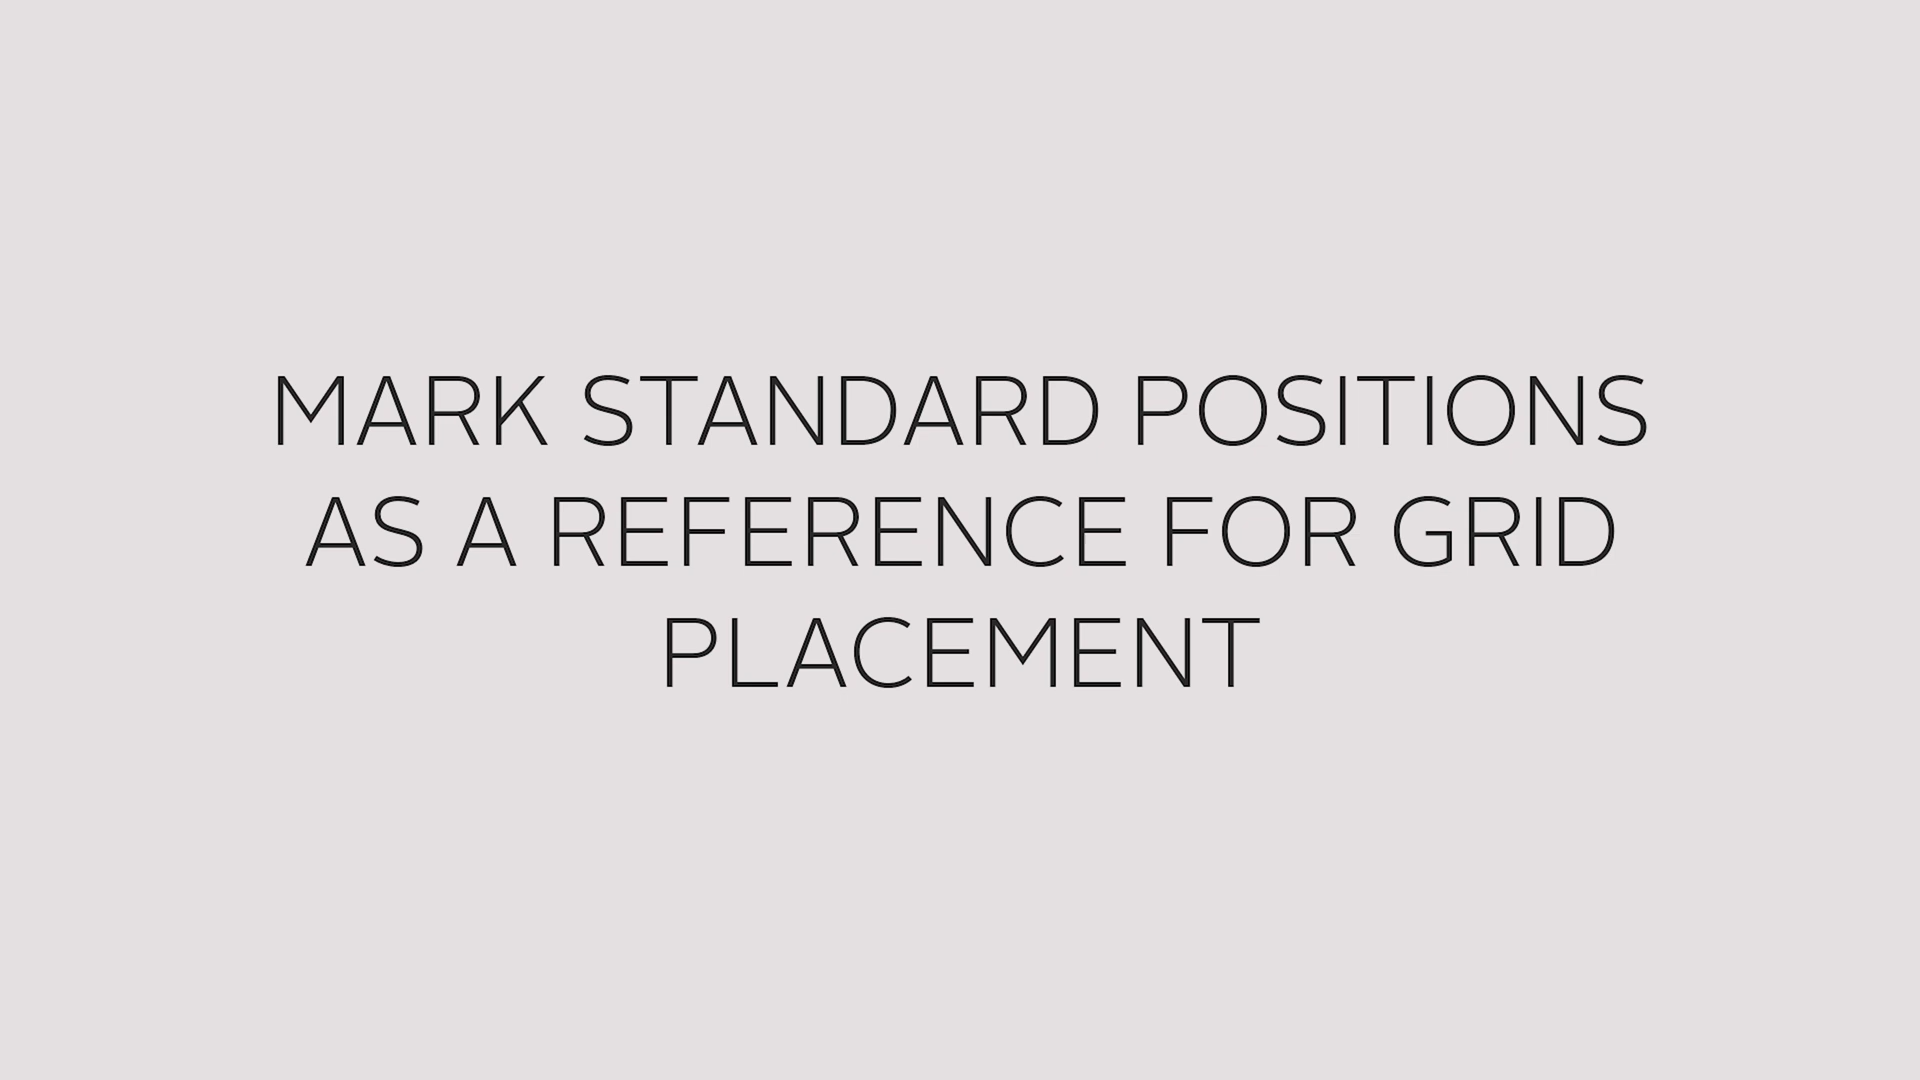 MARK STANDARD POSITIONS
AS A REFERENCE FOR GRID
PLACEMENT